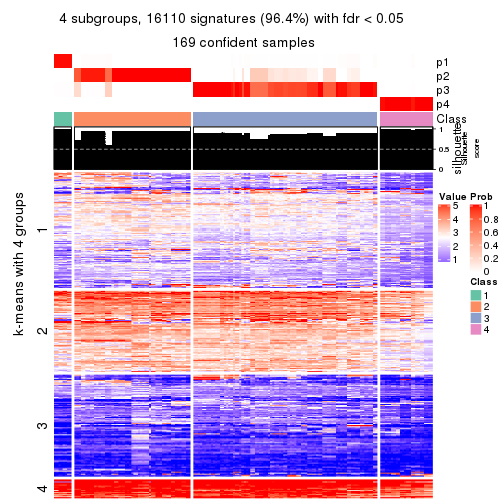 4 subgroups, 16110 signatures (96.4%) with fdr < 0.05
169 confident samples
p1
p2
p3
p4
Class
silhouette
Silhouette
score
1
0.5
0
k-means with 4 groups
1
2
3
4
Value
5
4
3
2
1
Prob
1
0.8
0.6
0.4
0.2
0
Class
1
2
3
4